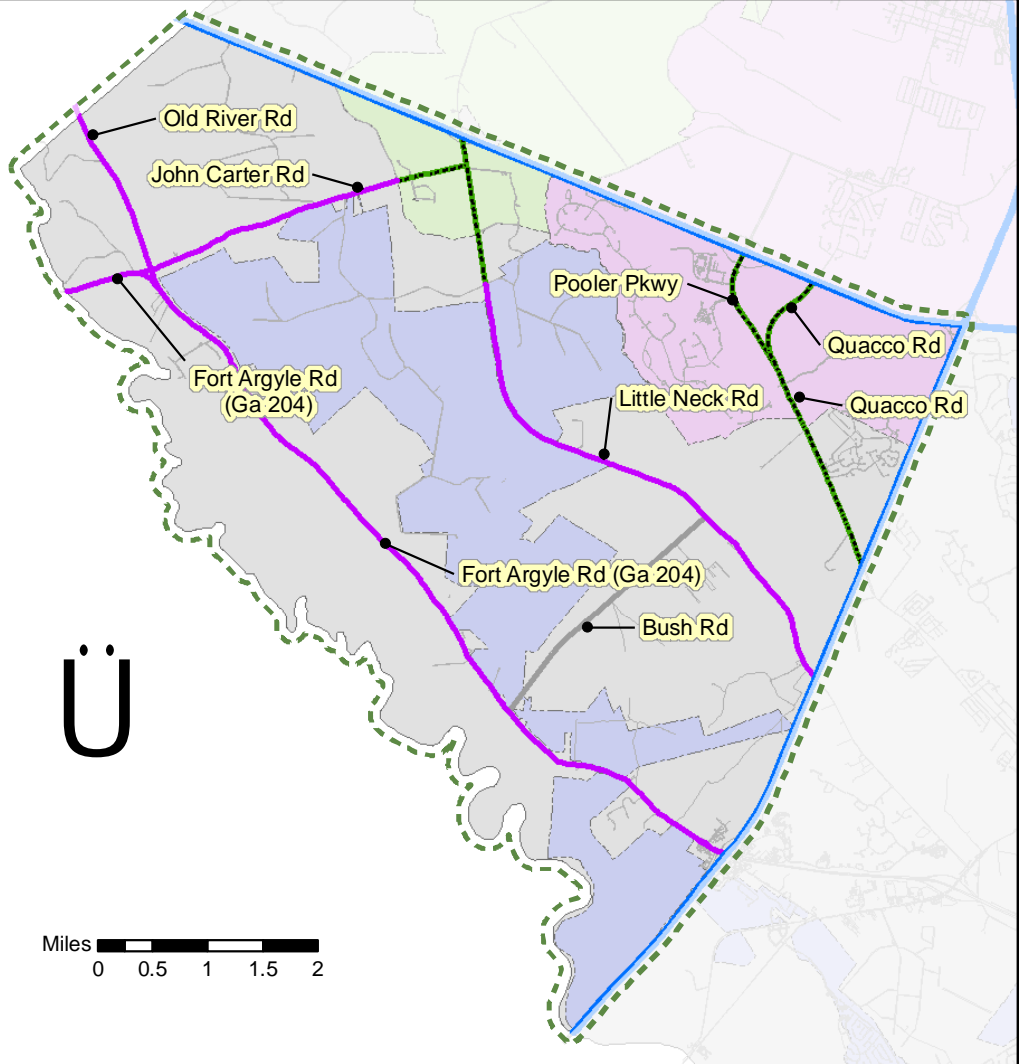 Old River Rd
John Carter Rd
Pooler Pkwy
Quacco Rd
Fort Argyle Rd
(Ga 204)
Little Neck Rd
Quacco Rd
Fort Argyle Rd (Ga 204)
Bush Rd
Ü
Miles
0 0.5 1 1.5 2